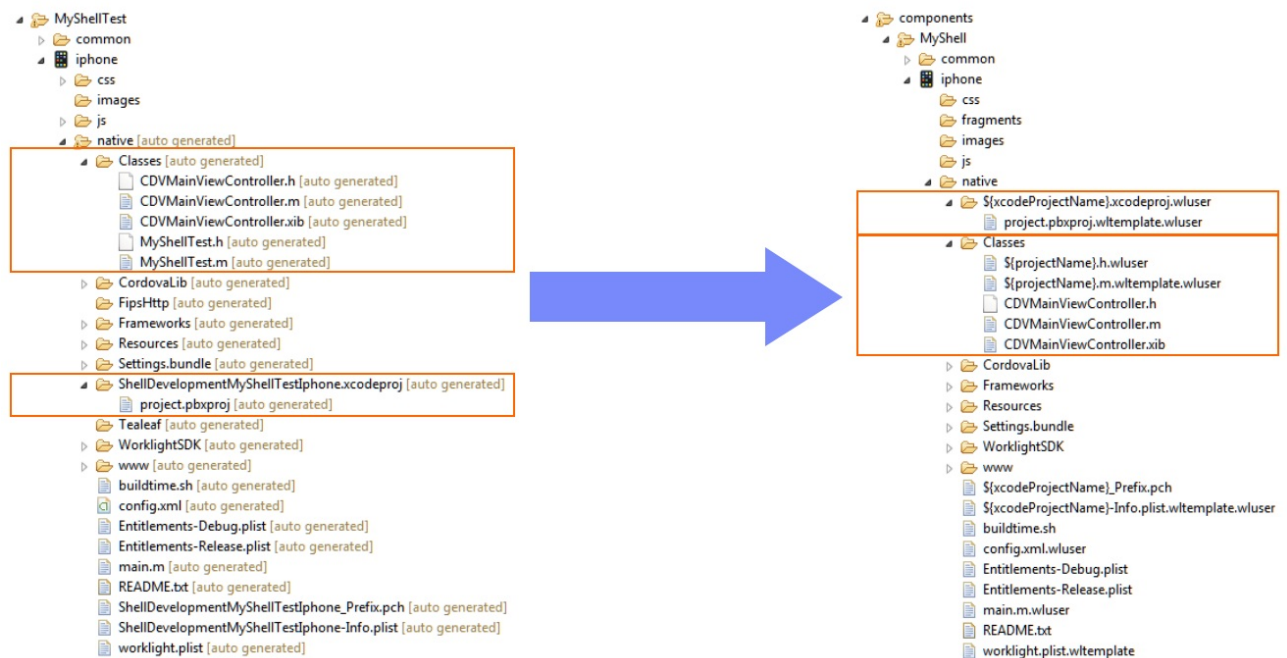 MyShellTest
common
iphone
css
images
js
native [auto generated]
Classes [auto generated]
CDVMainViewController.h [auto generated]
CDVMainViewController.m [auto generated]
CDVMainViewController.xib [auto generated]
MyShellTest.h [auto generated]
MyShellTest.m [auto generated]
CordovaLib [auto generated]
FipsHttp [auto generated]
Frameworks [auto generated]
Resources [auto generated]
Settings.bundle [auto generated]
ShellDevelopmentMyShellTestIphone.xcodeproj [auto generated]
project.pbxproj [auto generated]
Tealeaf [auto generated]
WorklightSDK [auto generated]
www [auto generated]
buildtime.sh [auto generated]
config.xml [auto generated]
Entitlements-Debug.plist [auto generated]
Entitlements-Release.plist [auto generated]
main.m [auto generated]
README.txt [auto generated]
ShellDevelopmentMyShellTestIphone_Prefix.pch [auto generated]
ShellDevelopmentMyShellTestIphone-Info.plist [auto generated]
worklight.plist [auto generated]
components
MyShell
common
iphone
css
fragments
images
js
native
${xcodeProjectName}.xcodeproj.wluser
project.pbxproj.wltemplate.wluser
Classes
${projectName}.h.wluser
${projectName}.m.wltemplate.wluser
CDVMainViewController.h
CDVMainViewController.m
CDVMainViewController.xib
CordovaLib
Frameworks
Resources
Settings.bundle
WorklightSDK
www
${xcodeProjectName}_Prefix.pch
${xcodeProjectName}-Info.plist.wltemplate.wluser
buildtime.sh
config.xml.wluser
Entitlements-Debug.plist
Entitlements-Release.plist
main.m.wluser
README.txt
worklight.plist.wltemplate